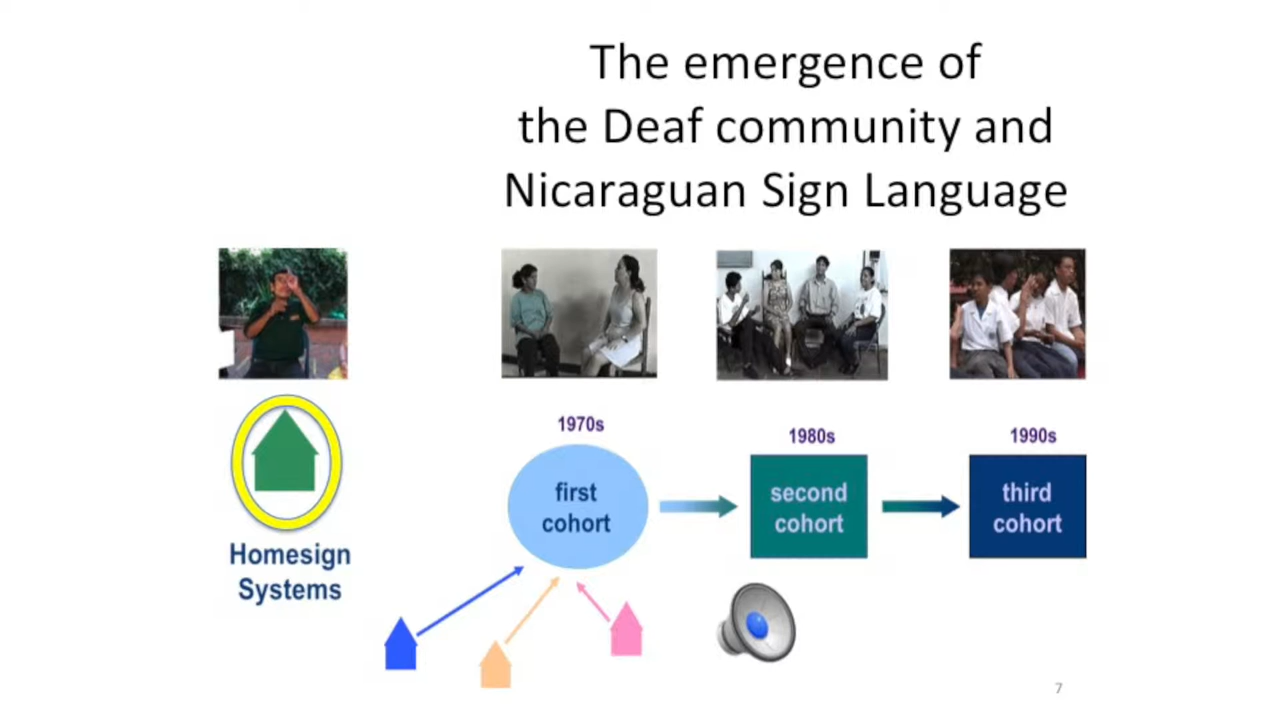 The emergence of
the Deaf community and
Nicaraguan Sign Language
1970s
1980s
1990s
first
cohort
second
cohort
third
cohort
Homesign
Systems
7